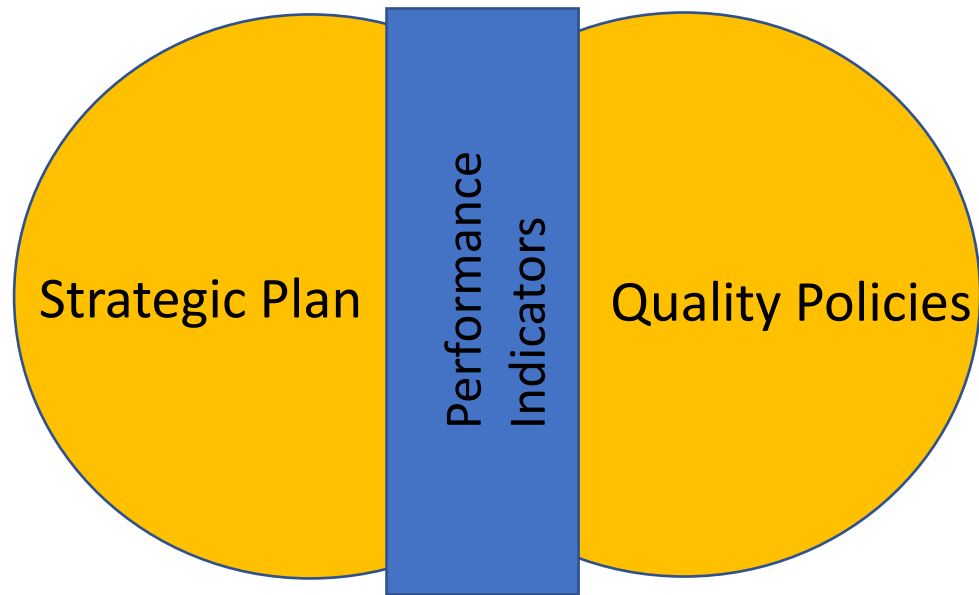 Strategic Plan
Performance
Indicators
Quality Policies